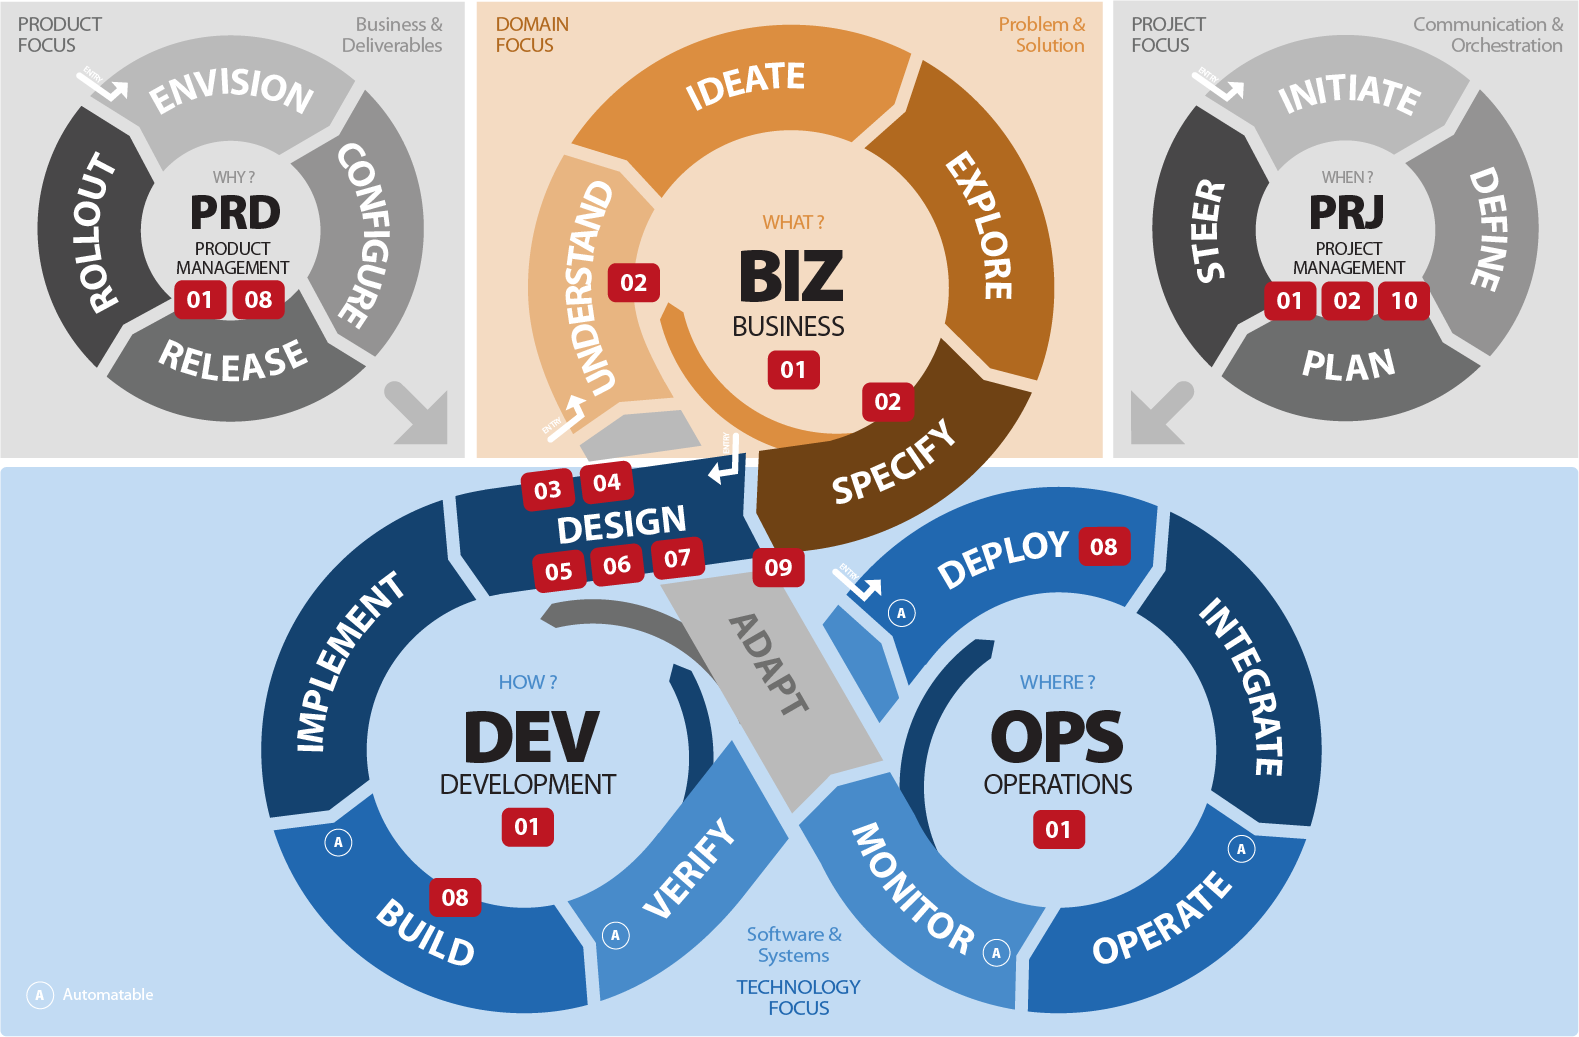 PRODUCT
FOCUS
Business &
Deliverables
ENTRY
ENVISION
CONFIGURE
RELEASE
ROLLOUT
WHY ?
PRD
PRODUCT
MANAGEMENT
01 08
DOMAIN
FOCUS
Problem &
Solution
IDEATE
EXPLORE
SPECIFY
UNDERSTAND
02
ENTRY
WHAT ?
BIZ
BUSINESS
01
02
PROJECT
FOCUS
Communication &
Orchestration
ENTRY
INITIATE
DEFINE
PLAN
STEER
WHEN ?
PRJ
PROJECT
MANAGEMENT
01 02 10
ENTRY
03 04
DESIGN
05 06 07
09
IMPLEMENT
A
BUILD
08
A
VERIFY
ADAPT
HOW ?
DEV
DEVELOPMENT
01
ENTRY
A
DEPLOY
08
INTEGRATE
A
OPERATE
MONITOR
A
WHERE ?
OPS
OPERATIONS
01
Software &
Systems
TECHNOLOGY
FOCUS
A Automatable